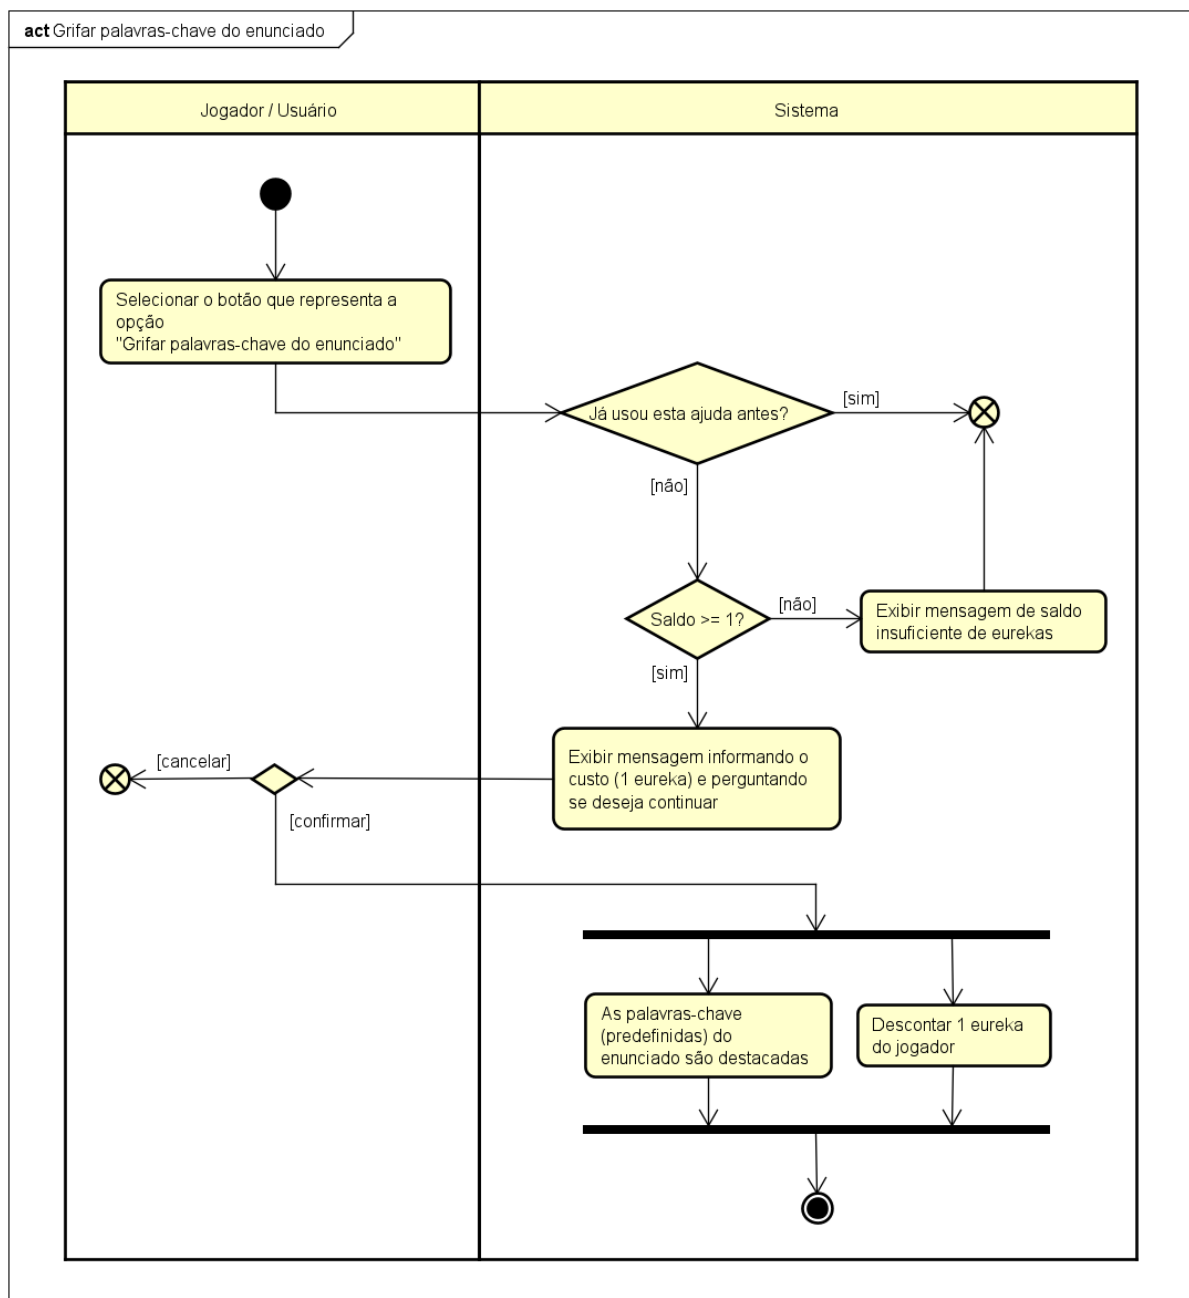 act Grifar palavras-chave do enunciado
Jogador / Usuário
Sistema
Selecionar o botão que representa a
opção
"Grifar palavras-chave do enunciado"
Já usou esta ajuda antes?
[sim]
[não]
Saldo >= 1?
[não]
Exibir mensagem de saldo
insuficiente de eurekas
[sim]
Exibir mensagem informando o
custo (1 eureka) e perguntando
se deseja continuar
[cancelar]
[confirmar]
As palavras-chave
(predefinidas) do
enunciado são destacadas
Descontar 1 eureka
do jogador